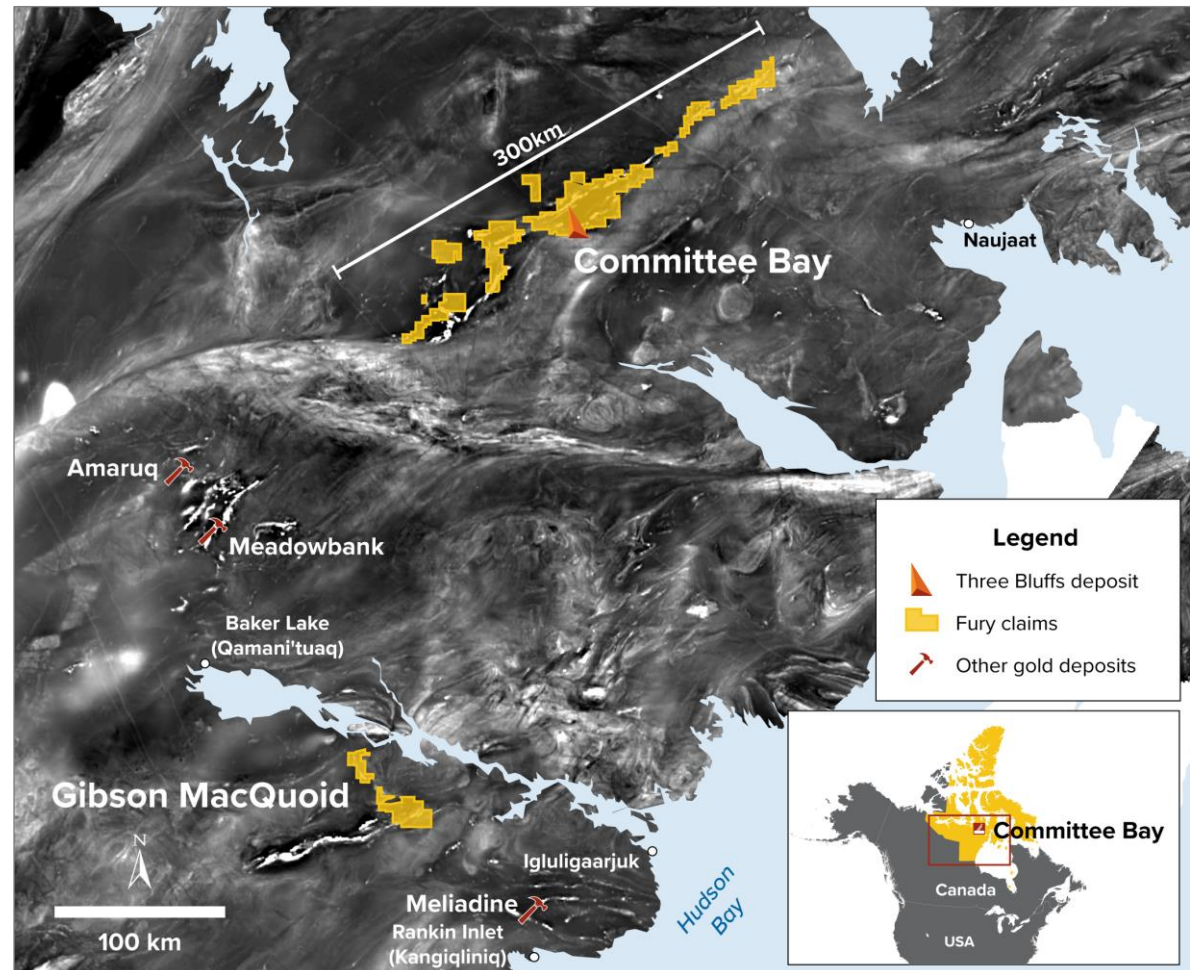 300km
Committee Bay
Naujaat
Amaruq
Meadowbank
Baker Lake
(Qamani'tuaq)
Gibson MacQuoid
Igluligaarjuk
Meliadine
Rankin Inlet
(Kangiqliniq)
Hudson
Bay
N
100 km
Legend
Three Bluffs deposit
Fury claims
Other gold deposits
Committee Bay
Canada
USA